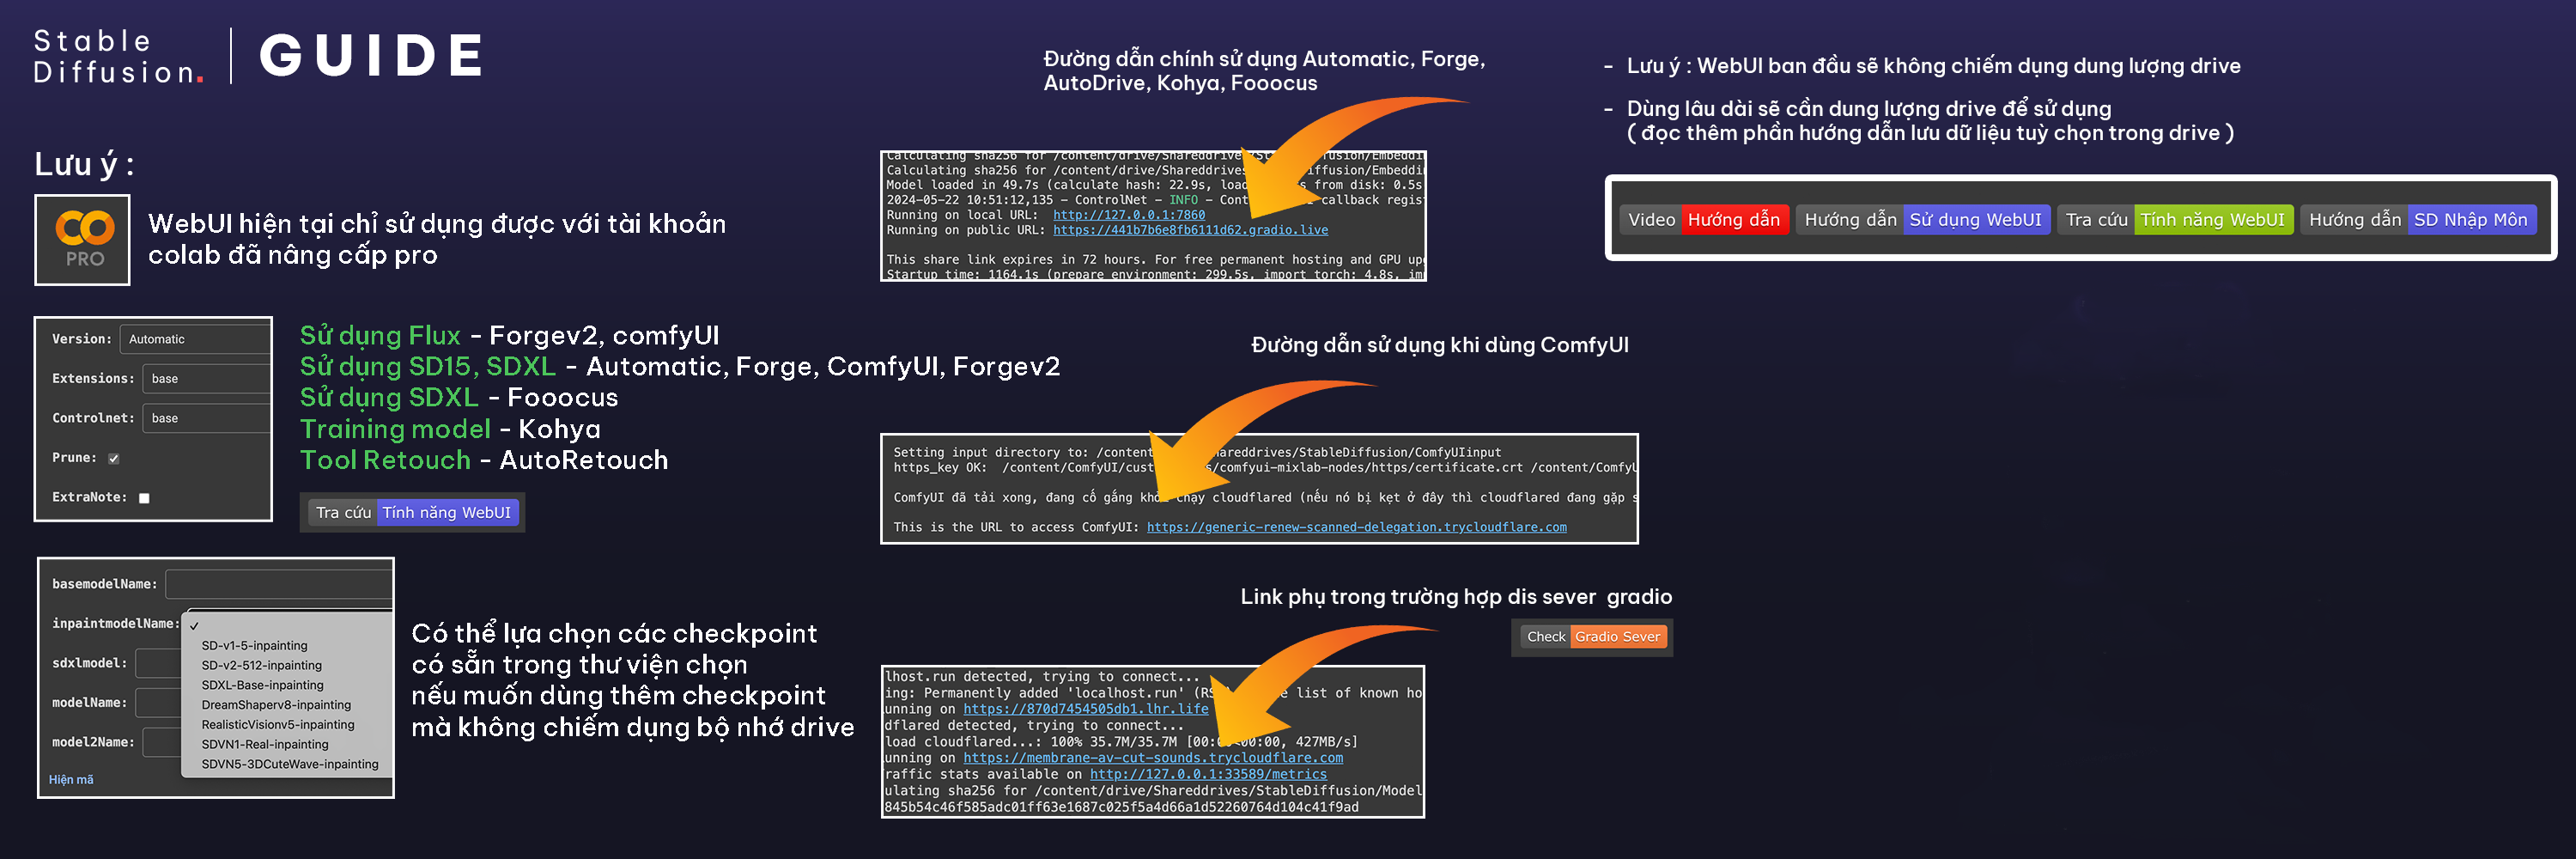 Stable
Diffusion.
GUIDE
Lưu ý :
PRO
WebUI hiện tại chỉ sử dụng được với tài khoản
colab đã nâng cấp pro
Version: Automatic
Extensions: base
Controlnet: base
Prune:
ExtraNote:
Sử dụng Flux - Forgev2, comfyUI
Sử dụng SD15, SDXL - Automatic, Forge, ComfyUI, Forgev2
Sử dụng SDXL - Fooocus
Training model - Kohya
Tool Retouch - AutoRetouch
Tra cứu Tính năng WebUI
basemodelName:
inpaintmodelName:
sdxlmodel:
modelName:
model2Name:
Hiện mã
SD-v1-5-inpainting
SD-v2-512-inpainting
SDXL-Base-inpainting
DreamShaperv8-inpainting
RealisticVisionv5-inpainting
SDVN1-Real-inpainting
SDVN5-3DCuteWave-inpainting
Có thể lựa chọn các checkpoint
có sẵn trong thư viện chọn
nếu muốn dùng thêm checkpoint
mà không chiếm dụng bộ nhớ drive
Đường dẫn chính sử dụng Automatic, Forge,
AutoDrive, Kohya, Fooocus
Calculating sha256 for /content/drive/Shareddrives/
Calculating sha256 for /content/drive/Shareddrives
Model loaded in 49.7s (calculate hash: 22.9s, from disk: 0.5s
2024-05-22 10:51:12,135 - ControlNet - INFO - callback regis
Running on local URL: http://127.0.0.1:7860
Running on public URL: https://441b7b6e8fb6111d62.gradio.live
This share link expires in 72 hours. For free permanent hosting and GPU up
Startup time: 1164.1s (prepare environment: 299.5s, import torch: 4.8s, im
Đường dẫn sử dụng khi dùng ComfyUI
Setting input directory to: /content shareddrives/StableDiffusion/ComfyUIinput
https_key OK: /content/ComfyUI/cust s/comfyui-mixlab-nodes/https/certificate.crt /content/Comfy
ComfyUI đã tải xong, đang cố gắng khởi chạy cloudflared (nếu nó bị kẹt ở đây thì cloudflared đang gặp s
This is the URL to access ComfyUI: https://generic-renew-scanned-delegation.trycloudflare.com
Link phụ trong trường hợp dis sever gradio
Check Gradio Sever
lhost.run detected, trying to connect...
ing: Permanently added 'localhost.run' (RS list of known ho
unning on https://870d7454505db1.lhr.life
dflared detected, trying to connect...
load cloudflared...: 100% 35.7M/35.7M [00:00<00:00, 427MB/s]
unning on https://membrane-av-cut-sounds.trycloudflare.com
raffic stats available on http://127.0.0.1:33589/metrics
ulating sha256 for /content/drive/Shareddrives/StableDiffusion/Model
845b54c46f585adc01ff63e1687c025f5a4d66a1d52260764d104c41f9ad
- Lưu ý : WebUI ban đầu sẽ không chiếm dụng dung lượng drive
- Dùng lâu dài sẽ cần dung lượng drive để sử dụng
( đọc thêm phần hướng dẫn lưu dữ liệu tuỳ chọn trong drive )
Video Hướng dẫn Hướng dẫn Sử dụng WebUI Tra cứu Tính năng WebUI Hướng dẫn SD Nhập Môn